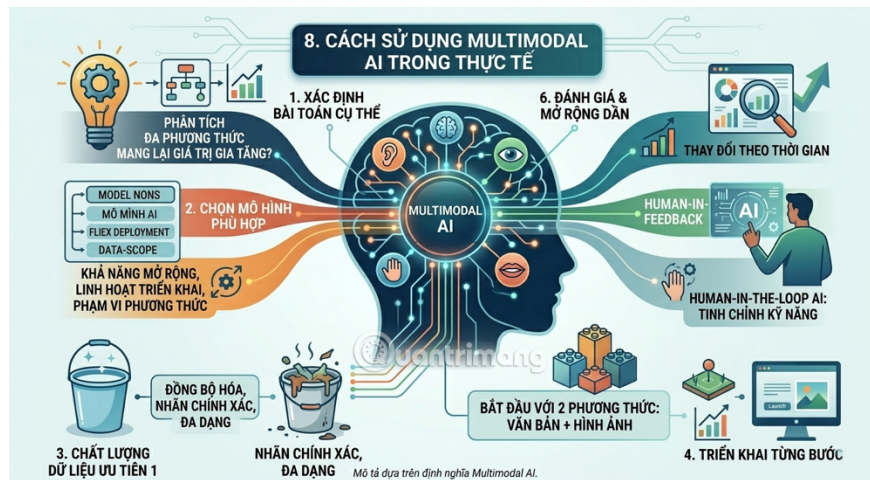 8. CÁCH SỬ DỤNG MULTIMODAL
AI TRONG THỰC TẾ
1. XÁC ĐỊNH
BÀI TOÁN CỤ THỂ
PHÂN TÍCH
ĐA PHƯƠNG THỨC
MANG LẠI GIÁ TRỊ GIA TĂNG?
2. CHỌN MÔ HÌNH
PHÙ HỢP
MODEL NONS
MÔ MÌNH AI
FLIEX DEPLOYMENT
DATA-SCOPE
KHẢ NĂNG MỞ RỘNG,
LINH HOẠT TRIỂN KHAI,
PHẠM VI PHƯƠNG THỨC
MULTIMODAL
AI
6. ĐÁNH GIÁ &
MỞ RỘNG DẦN
THAY ĐỔI THEO THỜI GIAN
HUMAN-IN-
FEEDBACK
AI
HUMAN-IN-THE-LOOP AI:
TINH CHỈNH KỸ NĂNG
Quantrimang
3. CHẤT LƯỢNG
DỮ LIỆU ƯU TIÊN 1
ĐỒNG BỘ HÓA,
NHÃN CHÍNH XÁC,
ĐA DẠNG
NHÃN CHÍNH XÁC,
ĐA DẠNG
BẮT ĐẦU VỚI 2 PHƯƠNG THỨC:
VĂN BẢN + HÌNH ẢNH
Launch
4. TRIỂN KHAI TỪNG BƯỚC
Mô tả dựa trên định nghĩa Multimodal AI.